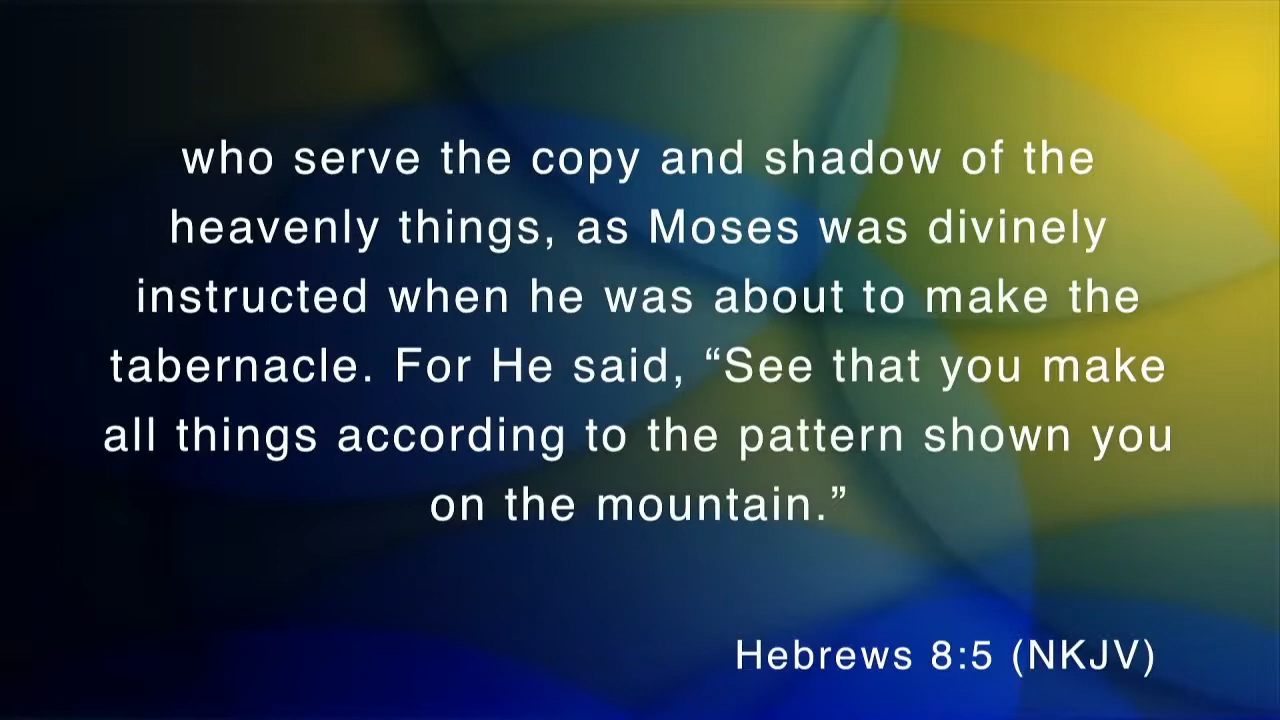 who serve the copy and shadow of the
heavenly things, as Moses was divinely
instructed when he was about to make the
tabernacle. For He said, “See that you make
all things according to the pattern shown you
on the mountain.”
Hebrews 8:5 (NKJV)